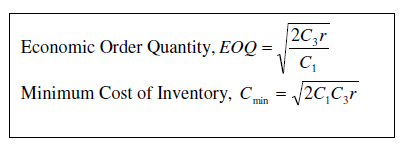 Economic Order Quantity, EOQ = √(2C₃r / C₁)
Minimum Cost of Inventory, C_min = √(2C₁C₃r)